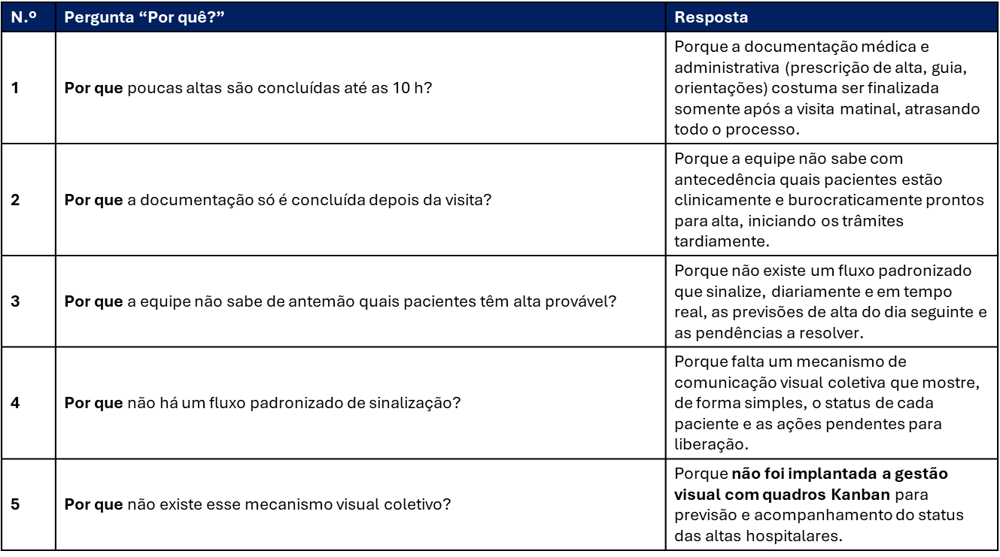 N.º Pergunta “Por quê?” Resposta
1 Por que poucas altas são concluídas até as 10 h?
Porque a documentação médica e
administrativa (prescrição de alta, guia,
orientações) costuma ser finalizada
somente após a visita matinal, atrasando
todo o processo.
2 Por que a documentação só é concluída depois da visita?
Porque a equipe não sabe com
antecedência quais pacientes estão
clinicamente e burocraticamente prontos
para alta, iniciando os trâmites
tardiamente.
3 Por que a equipe não sabe de antemão quais pacientes têm alta provável?
Porque não existe um fluxo padronizado
que sinalize, diariamente e em tempo
real, as previsões de alta do dia seguinte e
as pendências a resolver.
4 Por que não há um fluxo padronizado de sinalização?
Porque falta um mecanismo de
comunicação visual coletiva que mostre,
de forma simples, o status de cada
paciente e as ações pendentes para
liberação.
5 Por que não existe esse mecanismo visual coletivo?
Porque não foi implantada a gestão
visual com quadros Kanban para
previsão e acompanhamento do status
das altas hospitalares.